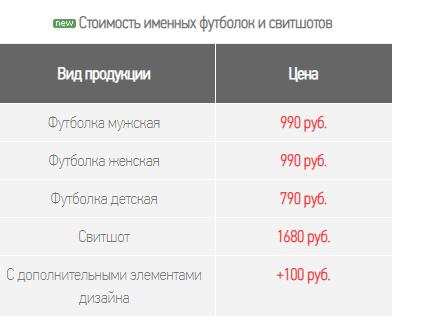 new Стоимость именных футболок и свитшотов
Вид продукции Цена
Футболка мужская 990 руб.
Футболка женская 990 руб.
Футболка детская 790 руб.
Свитшот 1680 руб.
С дополнительными элементами +100 руб.
дизайна